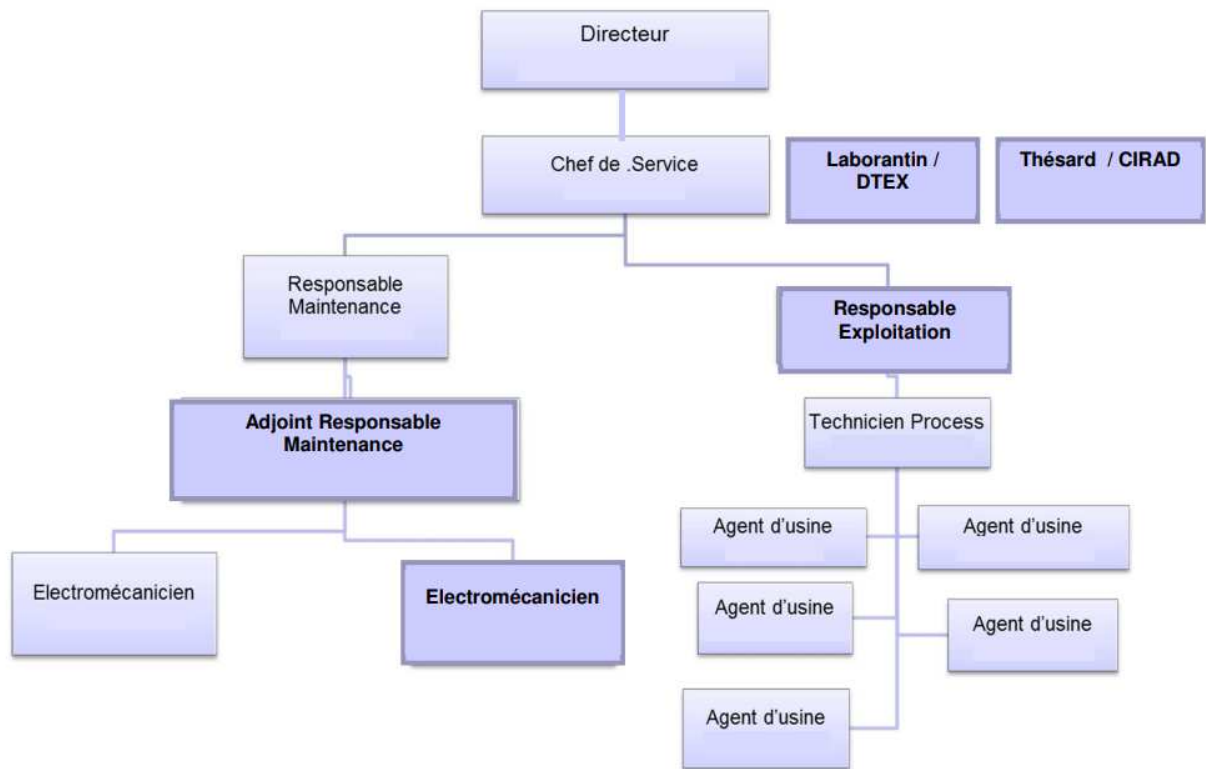 Directeur
Chef de .Service
Laborantin /
DTEX
Thésard / CIRAD
Responsable
Maintenance
Responsable
Exploitation
Adjoint Responsable
Maintenance
Technicien Process
Agent d'usine
Agent d'usine
Electromécanicien
Electromécanicien
Agent d'usine
Agent d'usine
Agent d'usine